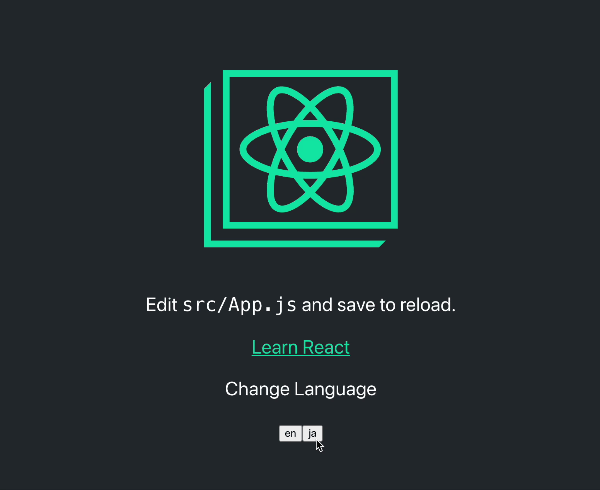 Edit src/App.js and save to reload.
Learn React
Change Language
en ja